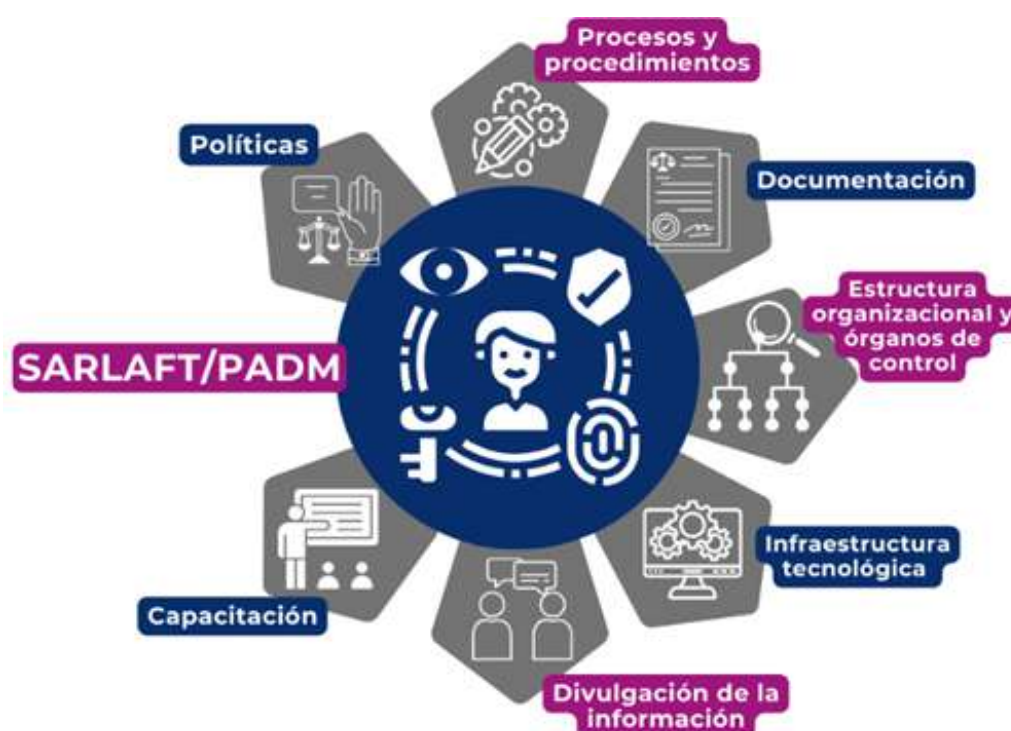 Procesos y
procedimientos
Políticas
Documentación
Estructura
organizacional y
órganos de
control
SARLAFT/PADM
Infraestructura
tecnológica
Capacitación
Divulgación de la
información